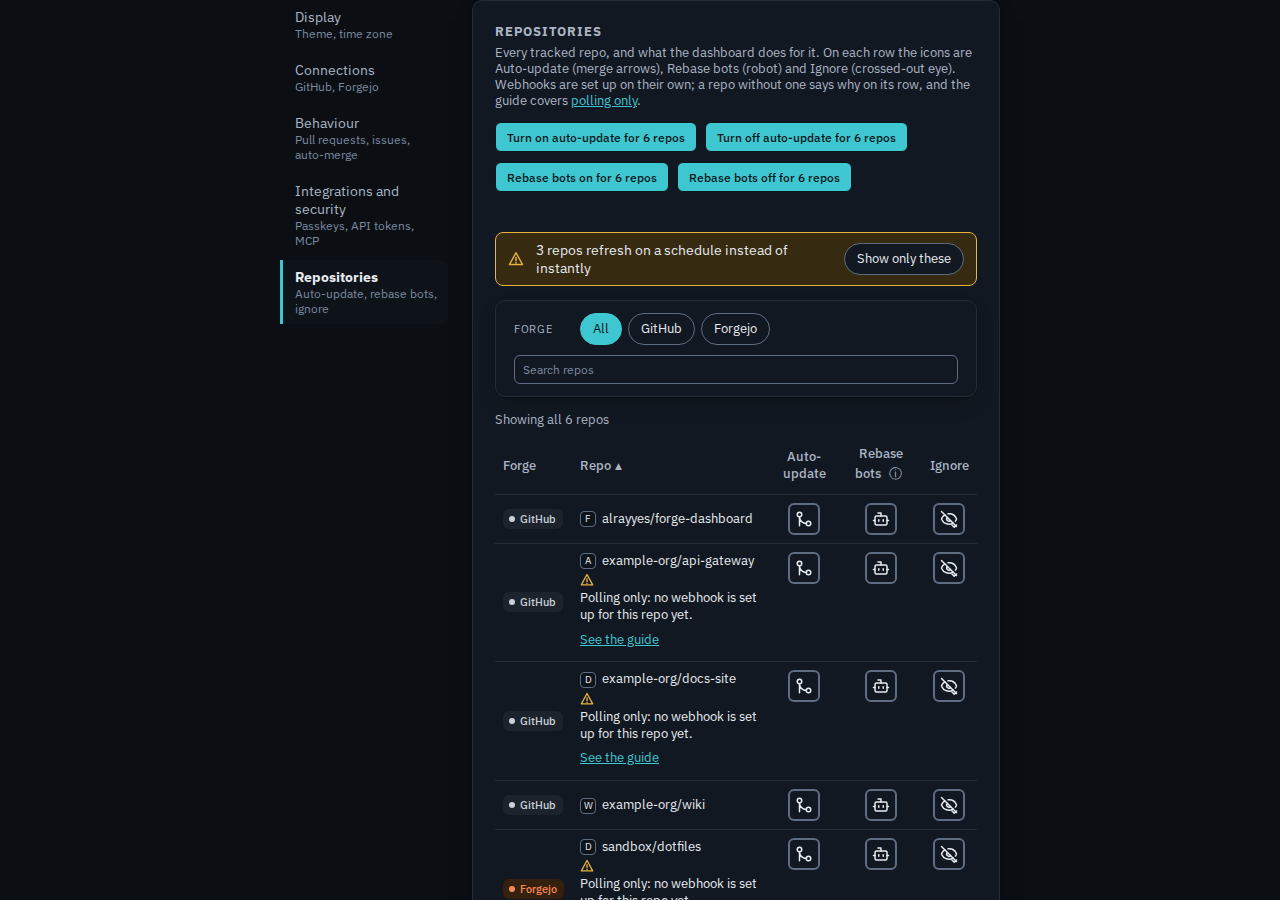 Display
Theme, time zone
Connections
GitHub, Forgejo
Behaviour
Pull requests, issues,
auto-merge
Integrations and
security
Passkeys, API tokens,
MCP
Repositories
Auto-update, rebase bots,
ignore
REPOSITORIES
Every tracked repo, and what the dashboard does for it. On each row the icons are
Auto-update (merge arrows), Rebase bots (robot) and Ignore (crossed-out eye).
Webhooks are set up on their own; a repo without one says why on its row, and the
guide covers polling only.
Turn on auto-update for 6 repos Turn off auto-update for 6 repos
Rebase bots on for 6 repos Rebase bots off for 6 repos
3 repos refresh on a schedule instead of
instantly
Show only these
FORGE All GitHub Forgejo
Search repos
Showing all 6 repos
Forge Repo ▲ Auto-
update Rebase
bots ⓘ Ignore
GitHub F alrayyes/forge-dashboard
A example-org/api-gateway
GitHub Polling only: no webhook is set
up for this repo yet.
See the guide
D example-org/docs-site
GitHub Polling only: no webhook is set
up for this repo yet.
See the guide
GitHub W example-org/wiki
D sandbox/dotfiles
Forgejo Polling only: no webhook is set
up for this repo yet.